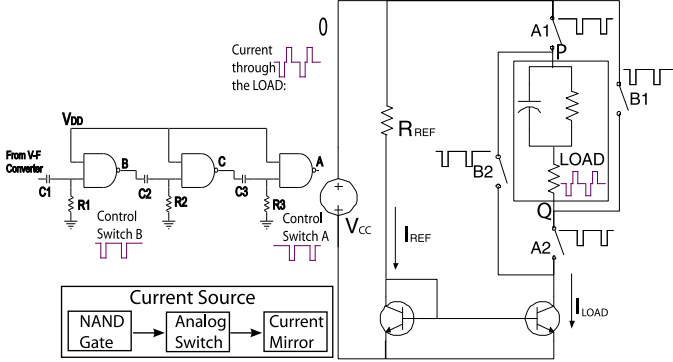 0
Current
through
the LOAD:
A1
P
B1
VDD
RREF
From V-F
Converter
B
C
A
C1
C2
C3
R1
R2
R3
LOAD
B2
Control
Switch B
Control
Switch A
VCC
IREF
Q
A2
ILOAD
Current Source
NAND
Gate
Analog
Switch
Current
Mirror